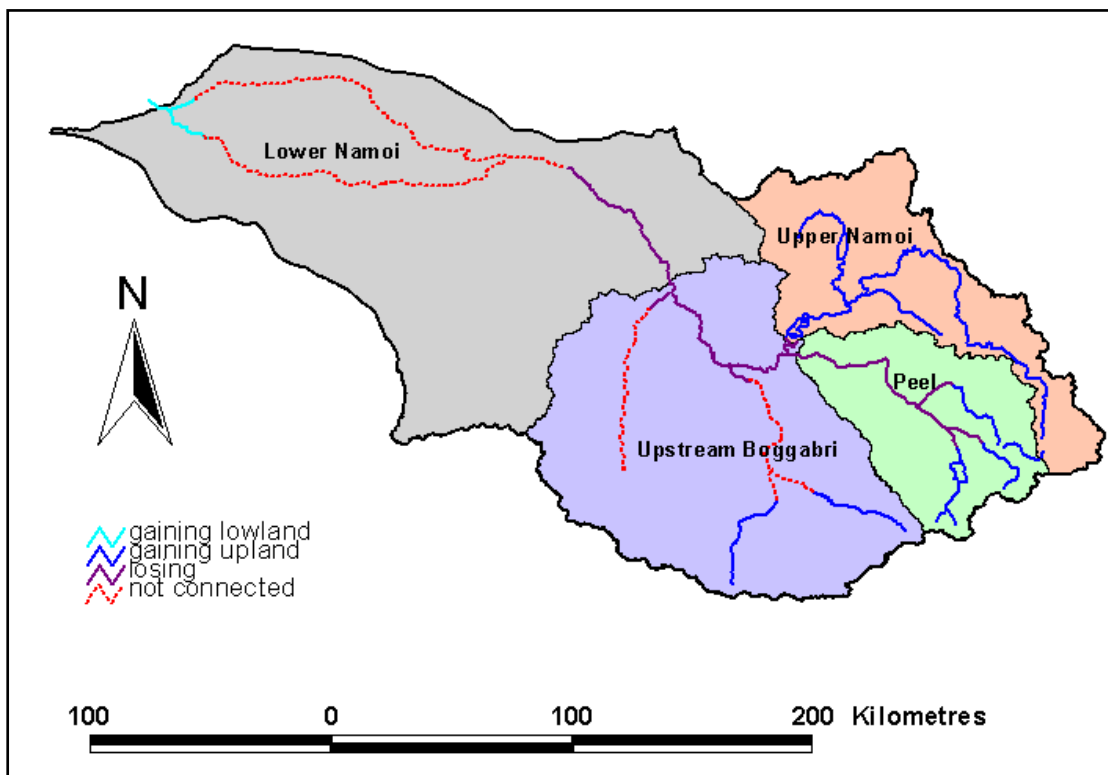 Lower Namoi
Upper Namoi
N
Peel
Upstream Boggabri
gaining lowland
gaining upland
losing
not connected
100 0 100 200 Kilometres